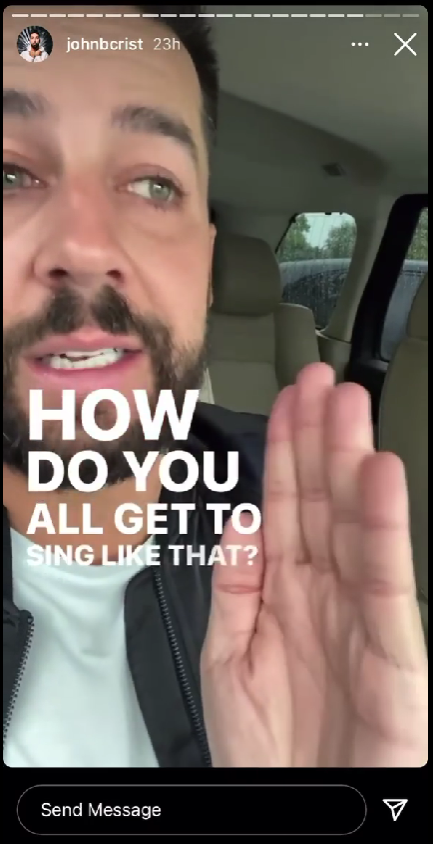 johnbcrist 23h
HOW
DO YOU
ALL GET TO
SING LIKE THAT?
Send Message